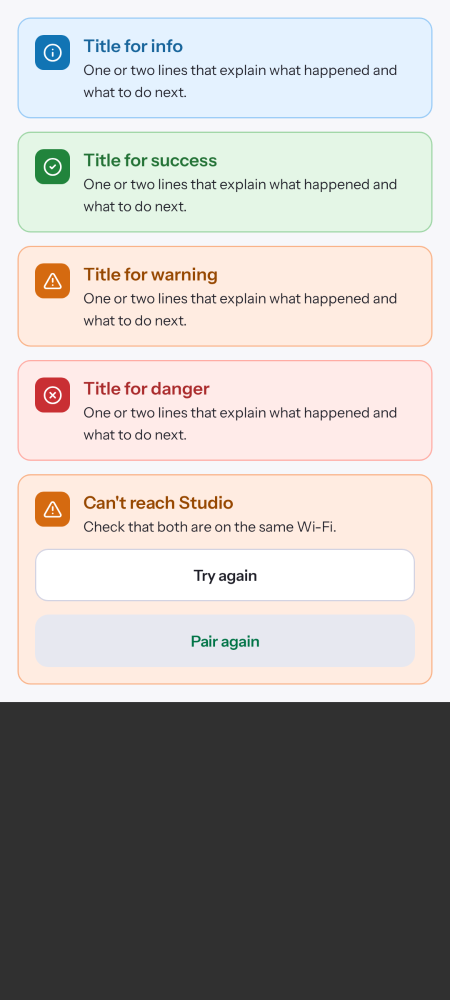 Title for info
One or two lines that explain what happened and
what to do next.
Title for success
One or two lines that explain what happened and
what to do next.
Title for warning
One or two lines that explain what happened and
what to do next.
Title for danger
One or two lines that explain what happened and
what to do next.
Can't reach Studio
Check that both are on the same Wi-Fi.
Try again
Pair again